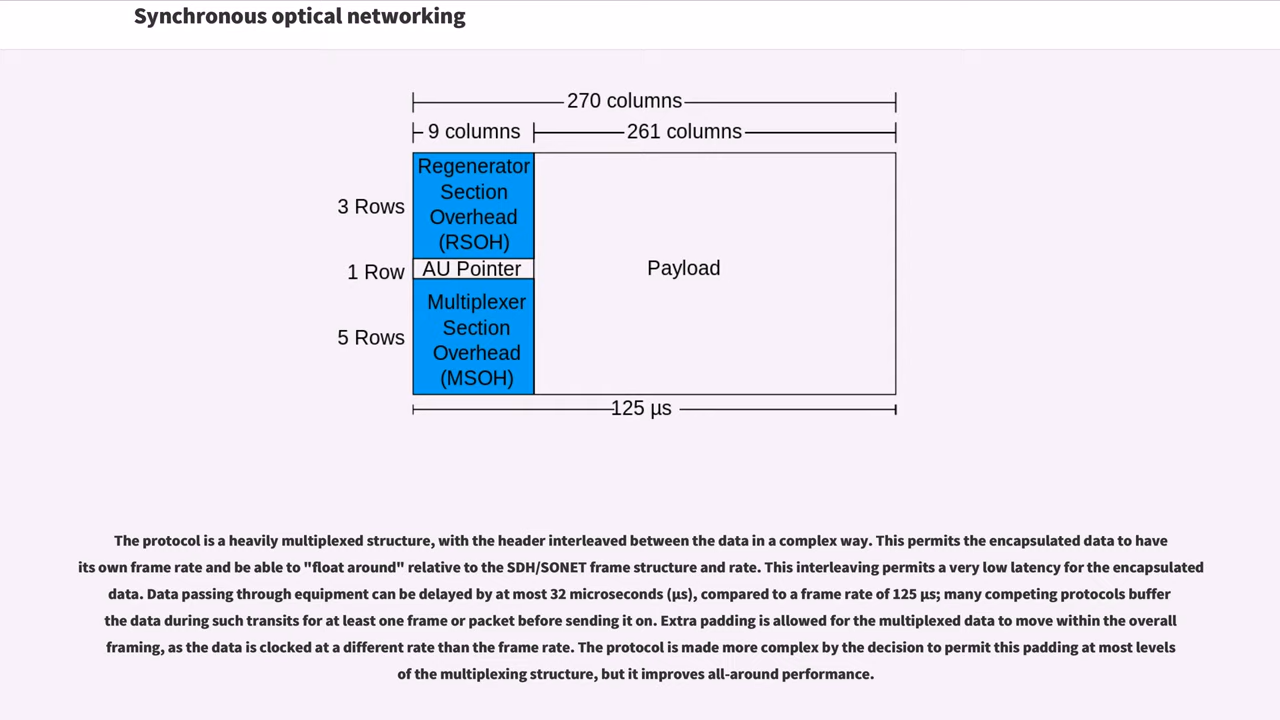 Synchronous optical networking
270 columns
9 columns
261 columns
Regenerator
Section
Overhead
(RSOH)
3 Rows
AU Pointer
1 Row
Payload
Multiplexer
Section
Overhead
(MSOH)
5 Rows
125 µs
The protocol is a heavily multiplexed structure, with the header interleaved between the data in a complex way. This permits the encapsulated data to have
its own frame rate and be able to "float around" relative to the SDH/SONET frame structure and rate. This interleaving permits a very low latency for the encapsulated
data. Data passing through equipment can be delayed by at most 32 microseconds (µs), compared to a frame rate of 125 µs; many competing protocols buffer
the data during such transits for at least one frame or packet before sending it on. Extra padding is allowed for the multiplexed data to move within the overall
framing, as the data is clocked at a different rate than the frame rate. The protocol is made more complex by the decision to permit this padding at most levels
of the multiplexing structure, but it improves all-around performance.